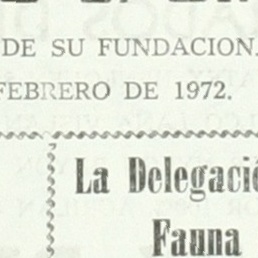 DE SU FUNDACION.
FEBRERO DE 1972.
La Delegació
Fauna